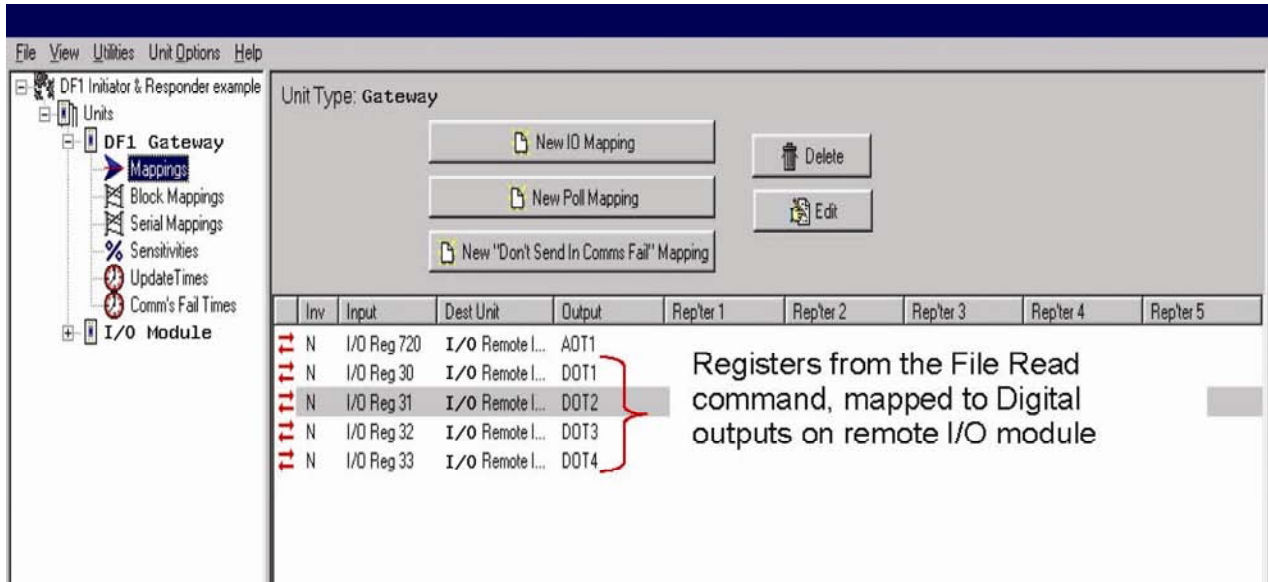 File View Utilities Unit Options Help
DF1 Initiator & Responder example
Units
DF1 Gateway
Mappings
Block Mappings
Serial Mappings
Sensitivities
UpdateTimes
Comm's Fail Times
I/O Module
Unit Type: Gateway
New IO Mapping
New Poll Mapping
New "Don't Send In Comms Fail" Mapping
Delete
Edit
Inv Input Dest Unit Output Rep'ter 1 Rep'ter 2 Rep'ter 3 Rep'ter 4 Rep'ter 5
N I/O Reg 720 I/O Remote I... AOT1
N I/O Reg 30 I/O Remote I... DOT1
N I/O Reg 31 I/O Remote I... DOT2
N I/O Reg 32 I/O Remote I... DOT3
N I/O Reg 33 I/O Remote I... DOT4
Registers from the File Read
command, mapped to Digital
outputs on remote I/O module